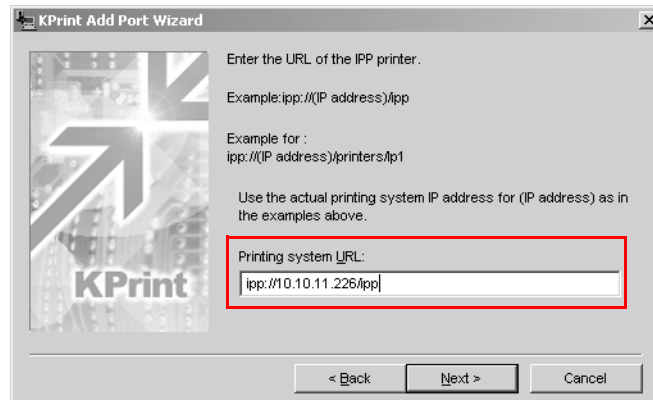 KPrint Add Port Wizard
Enter the URL of the IPP printer.
Example:ipp://(IP address)/ipp
Example for :
ipp://(IP address)/printers/lp1
Use the actual printing system IP address for (IP address) as in
the examples above.
Printing system URL:
ipp://10.10.11.226/ipp
KPrint
< Back
Next >
Cancel